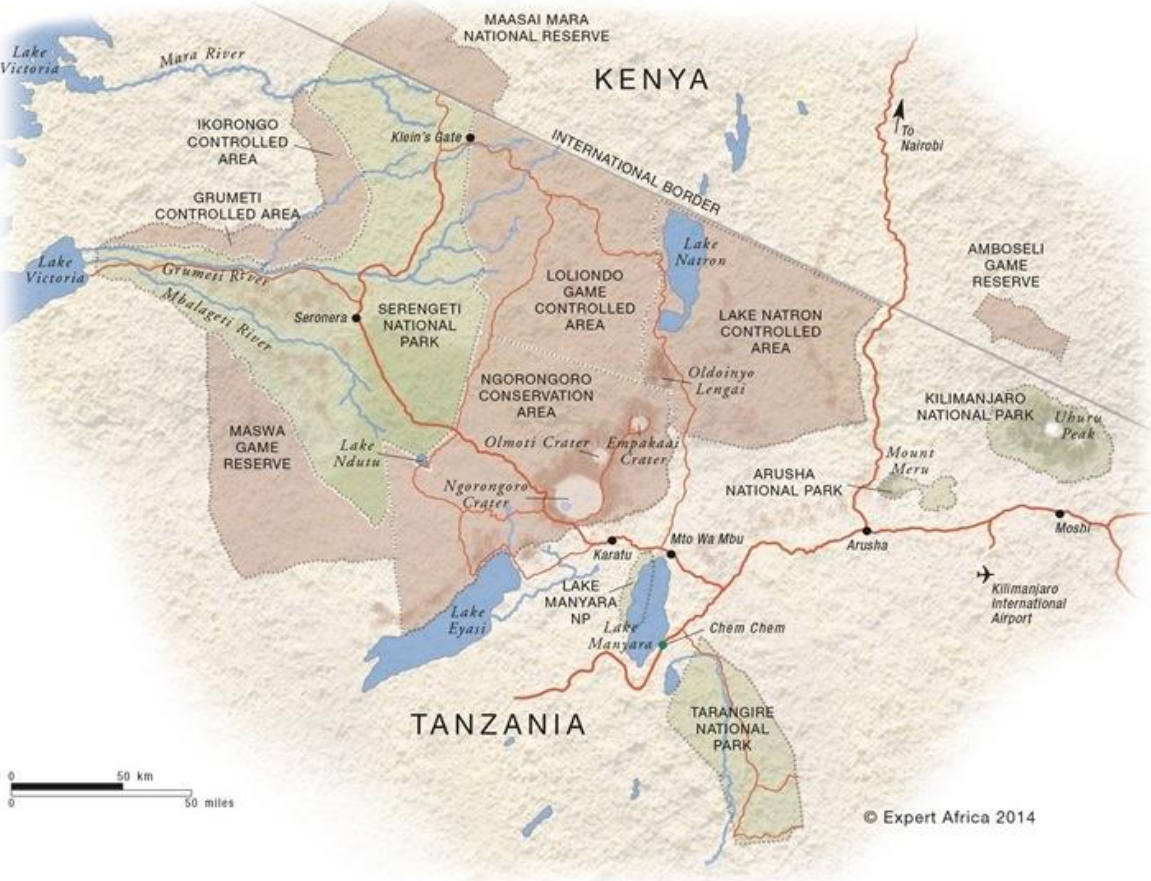 MAASAI MARA
NATIONAL RESERVE
Lake
Victoria
Mara River
KENYA
IKORONGO
CONTROLLED
AREA
Klein's Gate
INTERNATIONAL BORDER
To
Nairobi
GRUMETI
CONTROLLED AREA
Lake
Victoria
Grumeti River
Mbalageti River
Lake
Natron
AMBOSELI
GAME
RESERVE
LOLIONDO
GAME
CONTROLLED
AREA
Seronera
SERENGETI
NATIONAL
PARK
LAKE NATRON
CONTROLLED
AREA
Oldoinyo
Lengai
NGORONGORO
CONSERVATION
AREA
KILIMANJARO
NATIONAL PARK
Uhuru
Peak
MASWA
GAME
RESERVE
Lake
Ndutu
Olmoti Crater
Empakaai
Crater
Mount
Meru
ARUSHA
NATIONAL PARK
Ngorongoro
Crater
Karatu
Mto Wa Mbu
Arusha
Moshi
Kilimanjaro
International
Airport
LAKE
MANYARA
NP
Lake
Eyasi
Lake
Manyara
Chem Chem
TANZANIA
TARANGIRE
NATIONAL
PARK
0 50 km
0 50 miles
© Expert Africa 2014